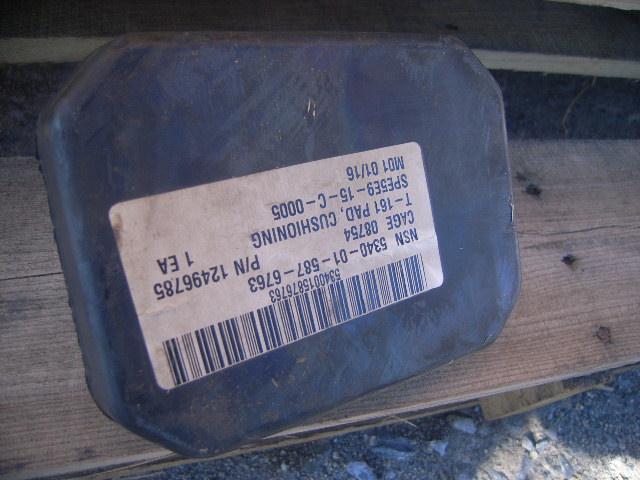 5340015876763
NSN 5340-01-587-6763
CAGE 08754 P/N 12496785
T-161 PAD, CUSHIONING 1 EA
SPE5E9-15-C-0005
M01 01/16